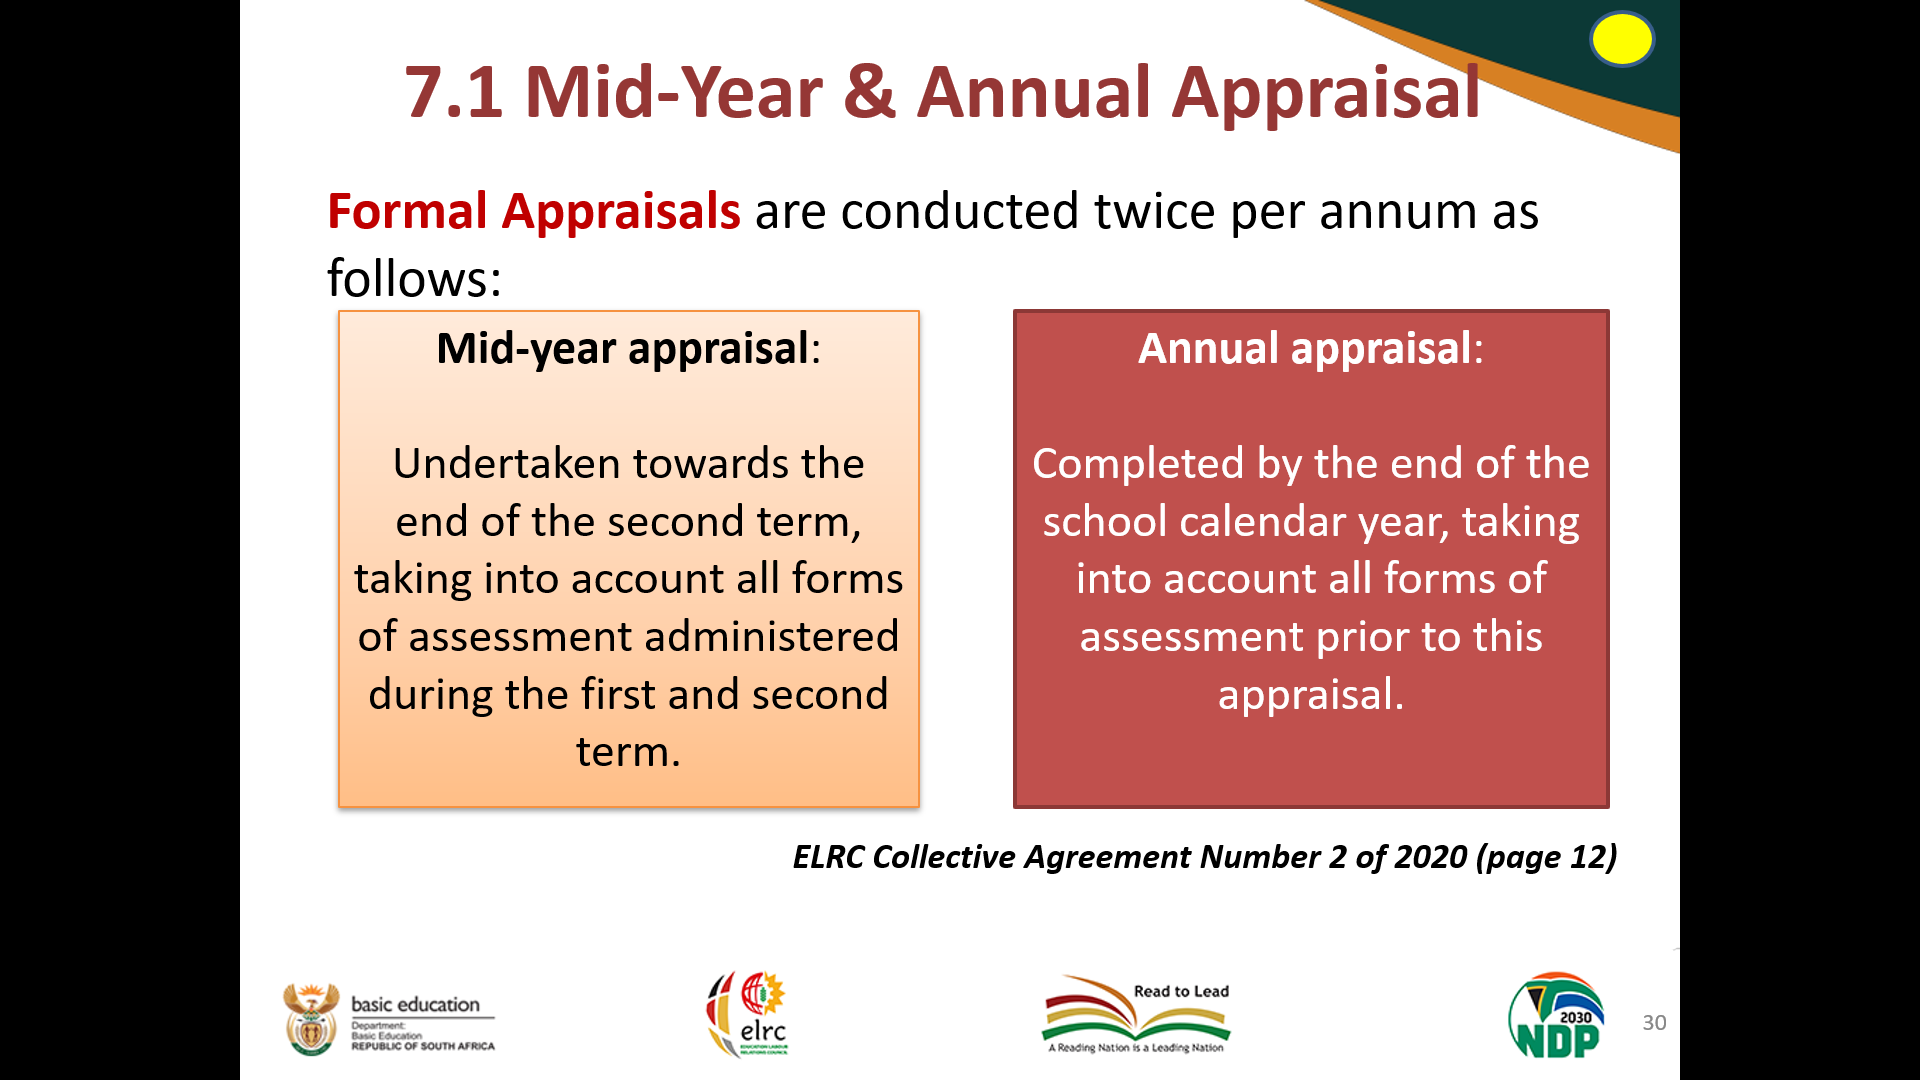 7.1 Mid-Year & Annual Appraisal
Formal Appraisals are conducted twice per annum as
follows:
Mid-year appraisal:
Undertaken towards the
end of the second term,
taking into account all forms
of assessment administered
during the first and second
term.
Annual appraisal:
Completed by the end of the
school calendar year, taking
into account all forms of
assessment prior to this
appraisal.
ELRC Collective Agreement Number 2 of 2020 (page 12)
basic education
Department:
Basic Education
REPUBLIC OF SOUTH AFRICA
elrc
EDUCATION LABOUR
RELATIONS COUNCIL
Read to Lead
A Reading Nation is a Leading Nation
2030
NDP
30